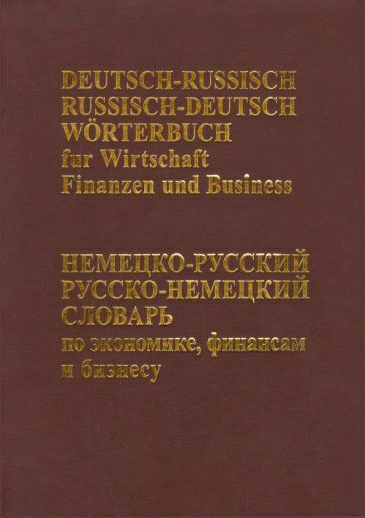 DEUTSCH-RUSSISCH
RUSSISCH-DEUTSCH
WÖRTERBUCH
fur Wirtschaft
Finanzen und Business
НЕМЕЦКО-РУССКИЙ
РУССКО-НЕМЕЦКИЙ
СЛОВАРЬ
по экономике, финансам
и бизнесу